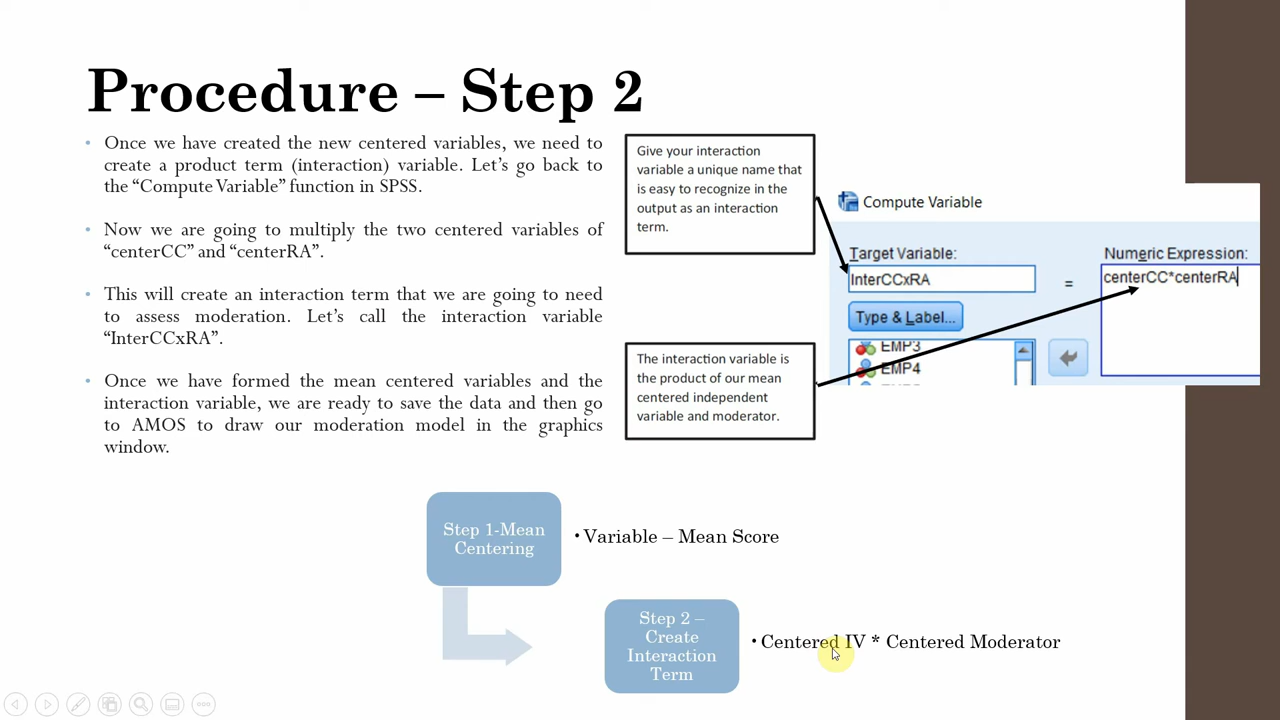 Procedure – Step 2
• Once we have created the new centered variables, we need to
create a product term (interaction) variable. Let’s go back to
the “Compute Variable” function in SPSS.
• Now we are going to multiply the two centered variables of
“centerCC” and “centerRA”.
• This will create an interaction term that we are going to need
to assess moderation. Let’s call the interaction variable
“InterCCxRA”.
• Once we have formed the mean centered variables and the
interaction variable, we are ready to save the data and then go
to AMOS to draw our moderation model in the graphics
window.
Give your interaction
variable a unique name that
is easy to recognize in the
output as an interaction
term.
The interaction variable is
the product of our mean
centered independent
variable and moderator.
Compute Variable
Target Variable:
InterCCxRA
=
Numeric Expression:
centerCC*centerRA
Type & Label...
EMP3
EMP4
Step 1-Mean
Centering
• Variable – Mean Score
Step 2 –
Create
Interaction
Term
• Centered IV * Centered Moderator